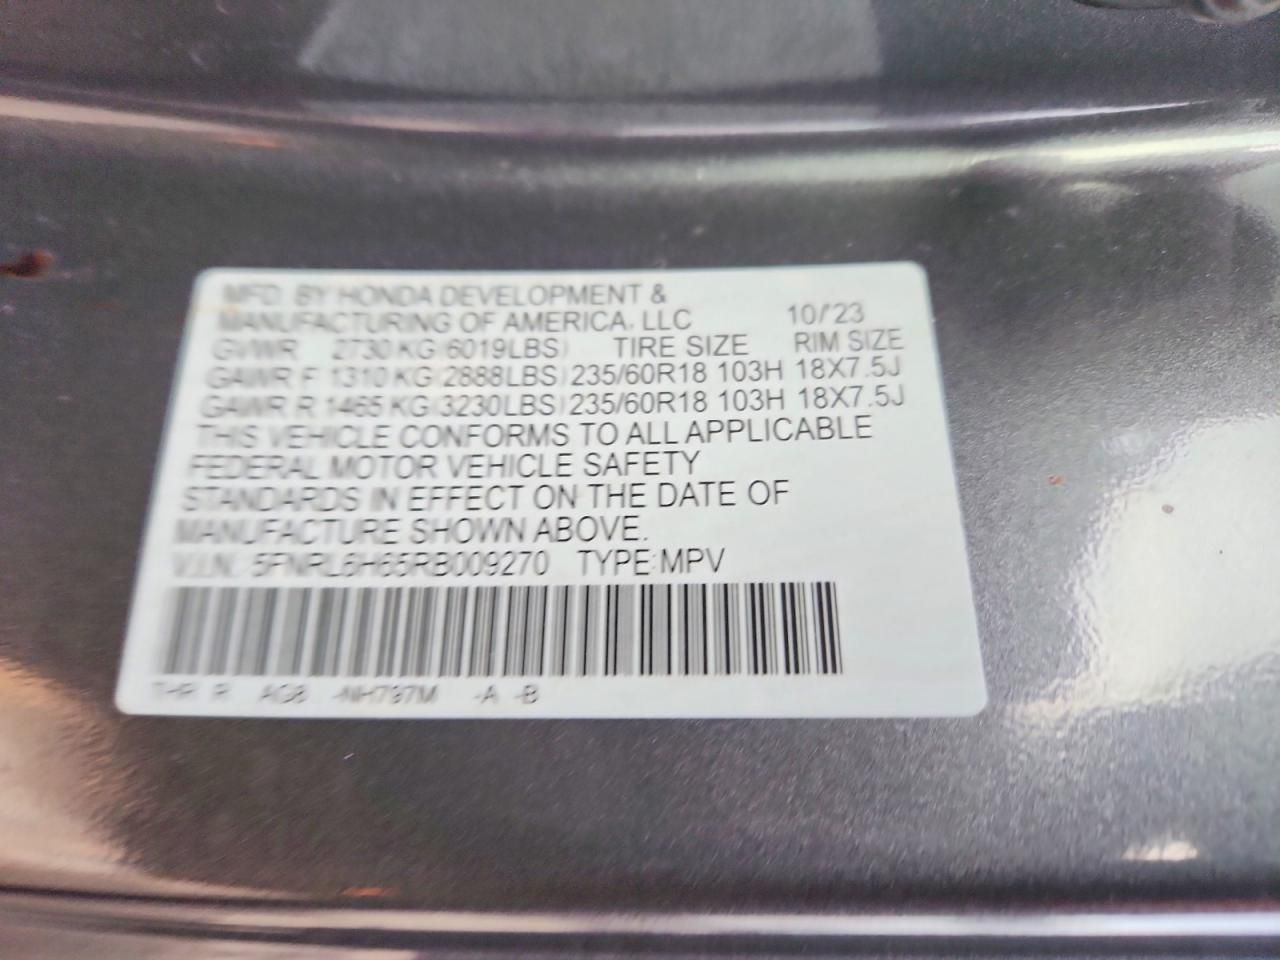 MFD. BY HONDA DEVELOPMENT &
MANUFACTURING OF AMERICA, LLC 10/'23
GVWR 2730 KG (6019LBS) TIRE SIZE RIM SIZE
GAWR F 1310 KG (2888LBS) 235/60R18 103H 18X7.5J
GAWR R 1465 KG (3230LBS) 235/60R18 103H 18X7.5J
THIS VEHICLE CONFORMS TO ALL APPLICABLE
FEDERAL MOTOR VEHICLE SAFETY
STANDARDS IN EFFECT ON THE DATE OF
MANUFACTURE SHOWN ABOVE.
V.I.N. 5FNRL6H65RB009270 TYPE:MPV
THR R AG8 -NH797M -A -B